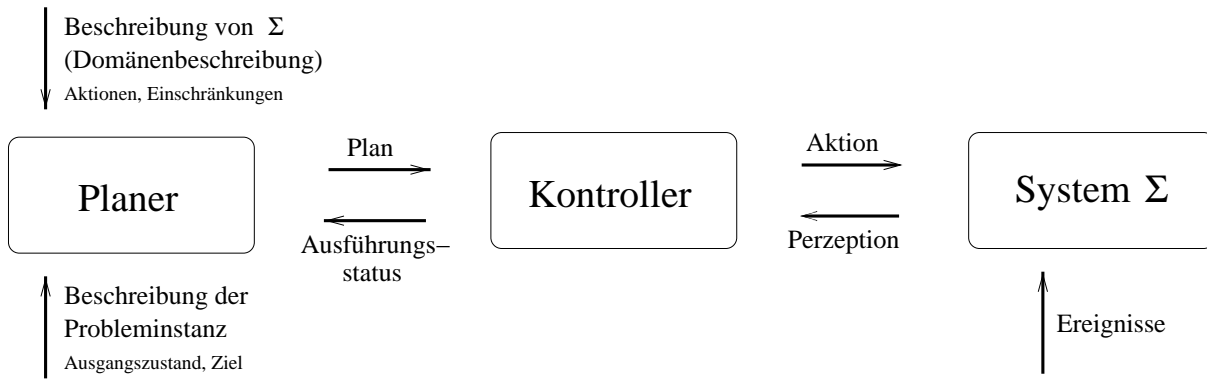 Beschreibung von Σ
(Domänenbeschreibung)
Aktionen, Einschränkungen
Planer
Plan
Ausführungs–
status
Kontroller
Aktion
Perzeption
System Σ
Beschreibung der
Probleminstanz
Ausgangszustand, Ziel
Ereignisse